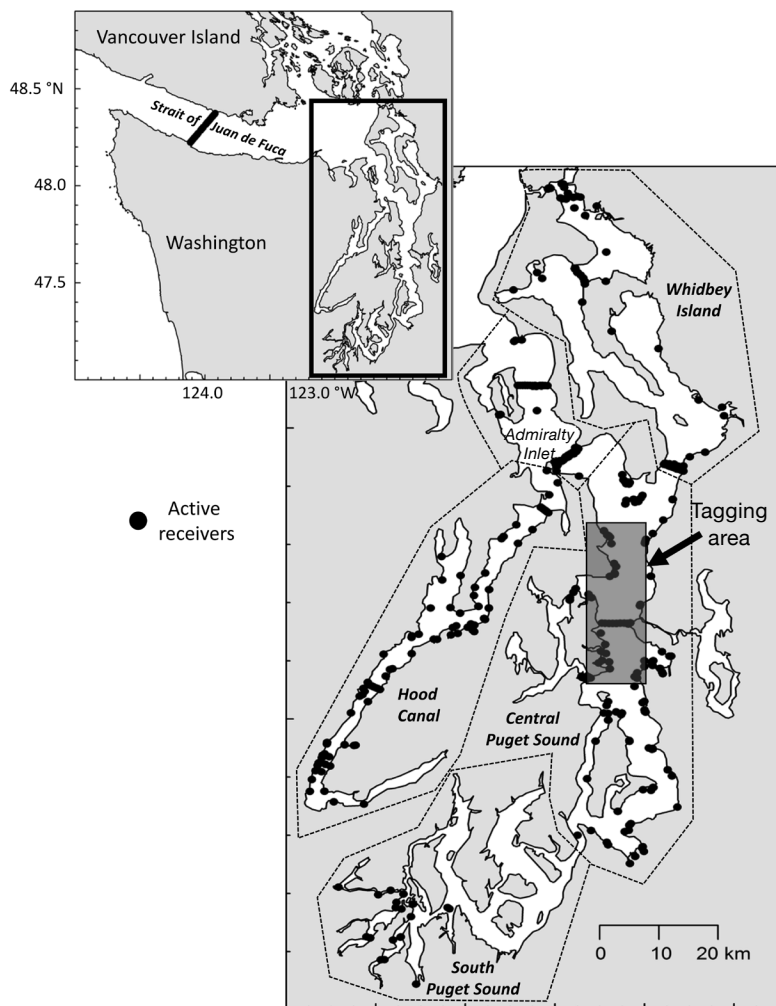 Vancouver Island
48.5 °N
Strait of
Juan de Fuca
48.0
Washington
47.5
124.0
123.0 °W
Whidbey
Island
Admiralty
Inlet
Active
receivers
Tagging
area
Hood
Canal
Central
Puget Sound
0 10 20 km
South
Puget Sound